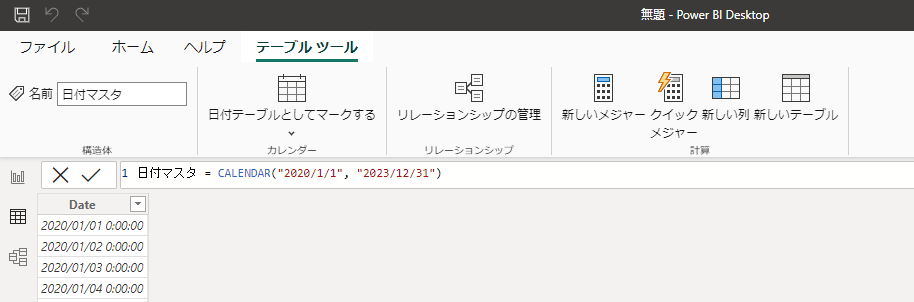 無題 - Power BI Desktop
ファイル ホーム ヘルプ テーブル ツール
名前 日付マスタ
日付テーブルとしてマークする
リレーションシップの管理
新しいメジャー クイック メジャー 新しい列 新しいテーブル
構造体 カレンダー リレーションシップ 計算
1 日付マスタ = CALENDAR("2020/1/1", "2023/12/31")
Date
2020/01/01 0:00:00
2020/01/02 0:00:00
2020/01/03 0:00:00
2020/01/04 0:00:00